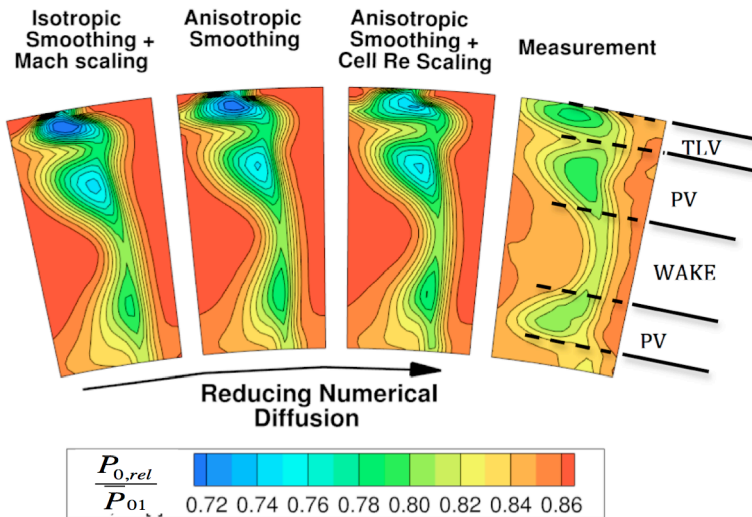 Isotropic
Smoothing +
Mach scaling
Anisotropic
Smoothing
Anisotropic
Smoothing +
Cell Re Scaling
Measurement
TLV
PV
WAKE
PV
Reducing Numerical
Diffusion
P0,rel
P̅01
0.72 0.74 0.76 0.78 0.80 0.82 0.84 0.86